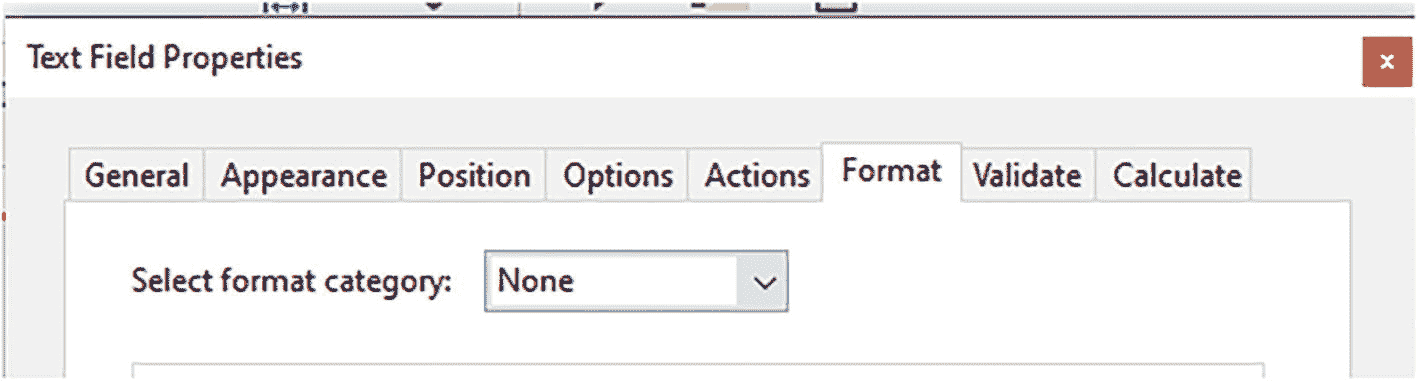 Text Field Properties
General Appearance Position Options Actions Format Validate Calculate
Select format category: None